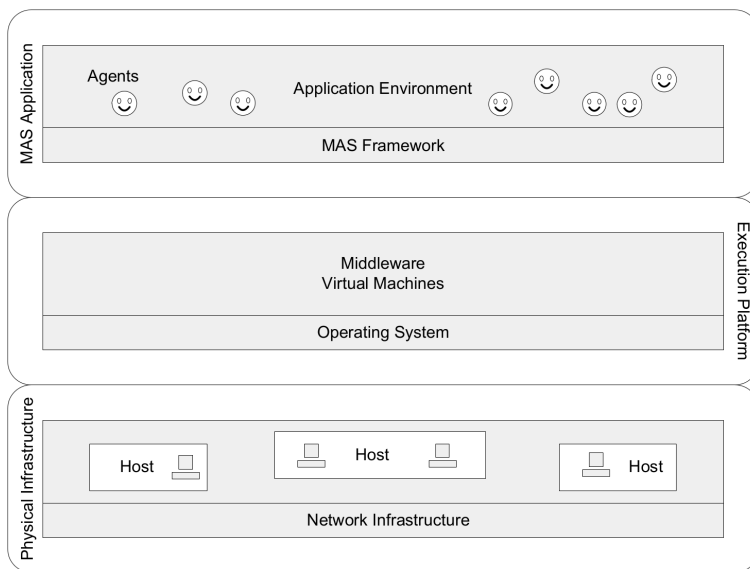 MAS Application
Agents
Application Environment
MAS Framework
Execution Platform
Middleware
Virtual Machines
Operating System
Physical Infrastructure
Host
Host
Host
Network Infrastructure